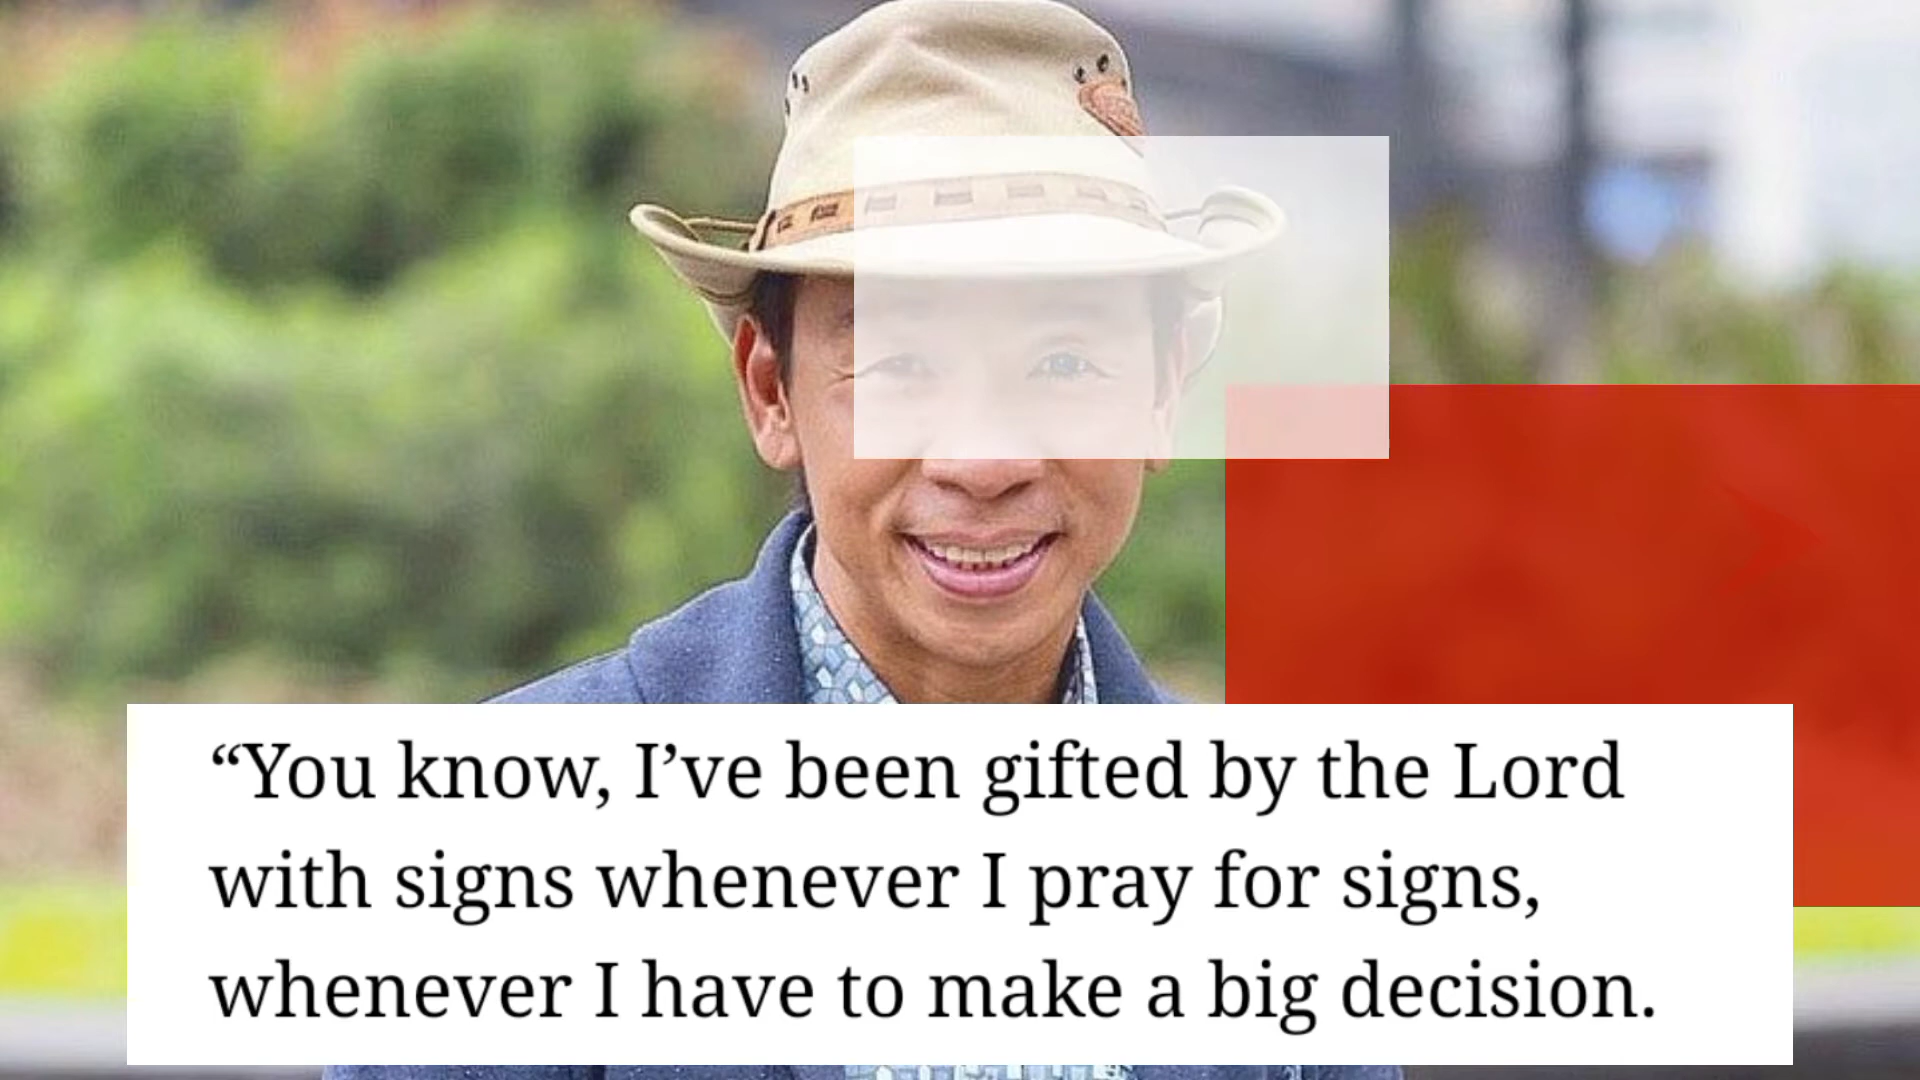 “You know, I’ve been gifted by the Lord
with signs whenever I pray for signs,
whenever I have to make a big decision.